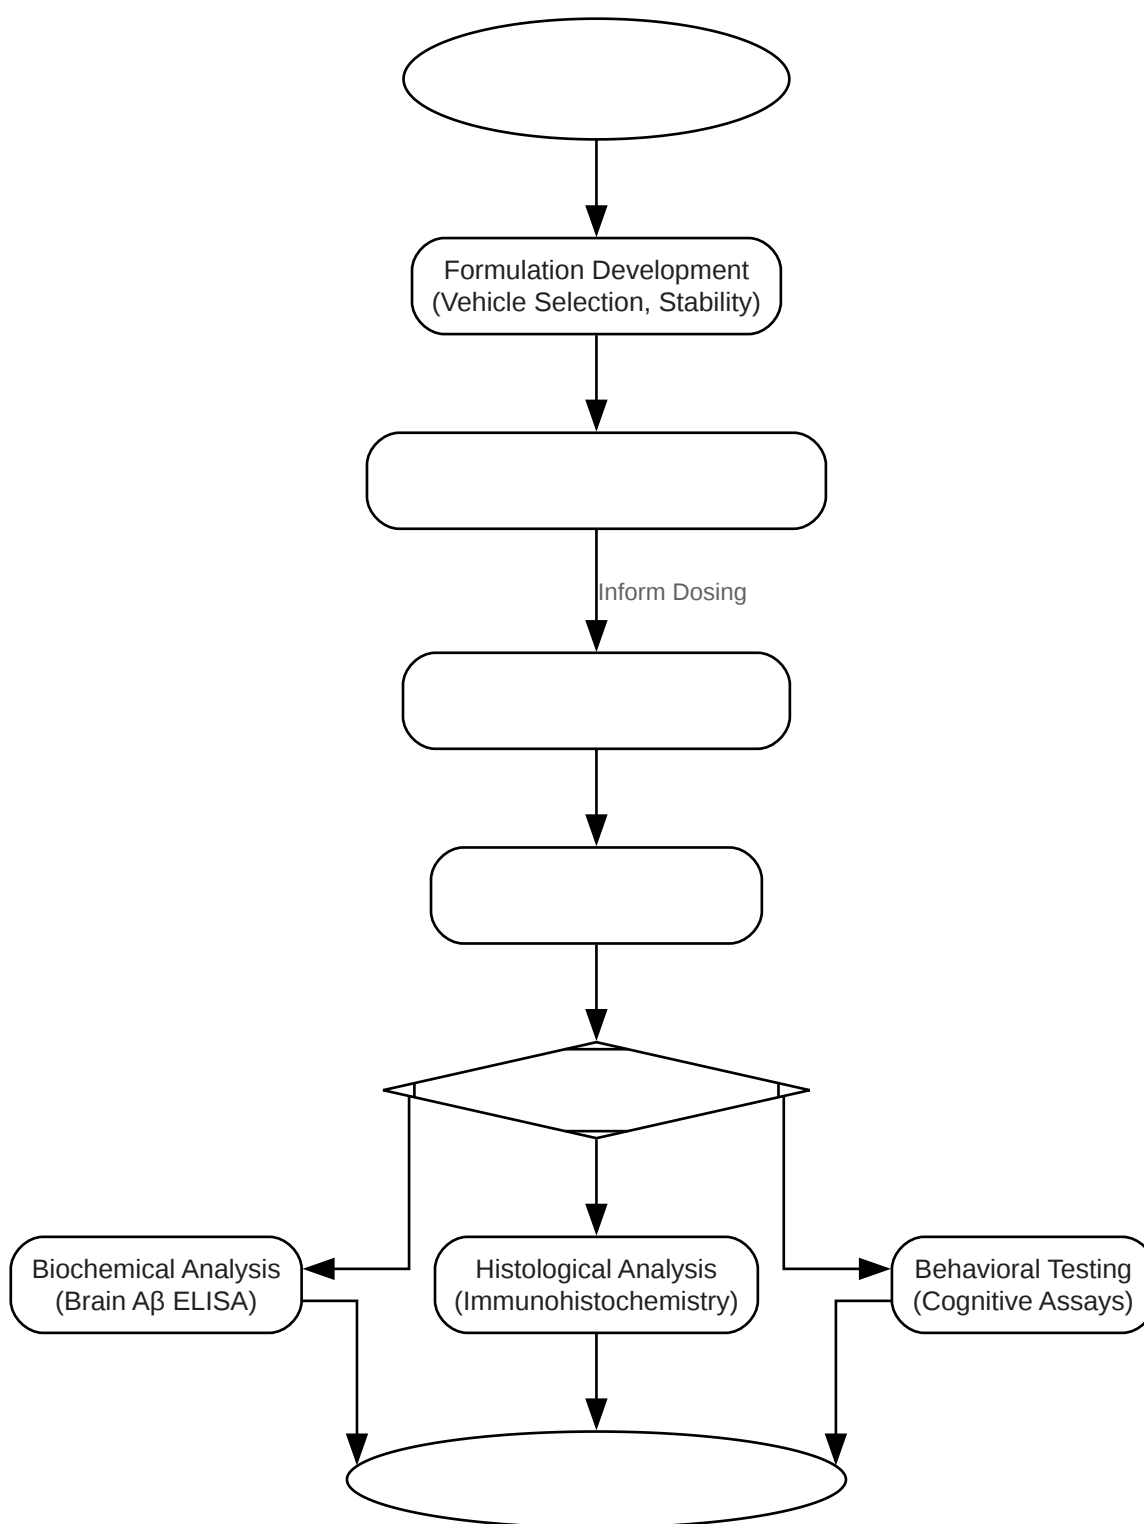 Formulation Development
(Vehicle Selection, Stability)
Inform Dosing
Biochemical Analysis
(Brain Aβ ELISA)
Histological Analysis
(Immunohistochemistry)
Behavioral Testing
(Cognitive Assays)